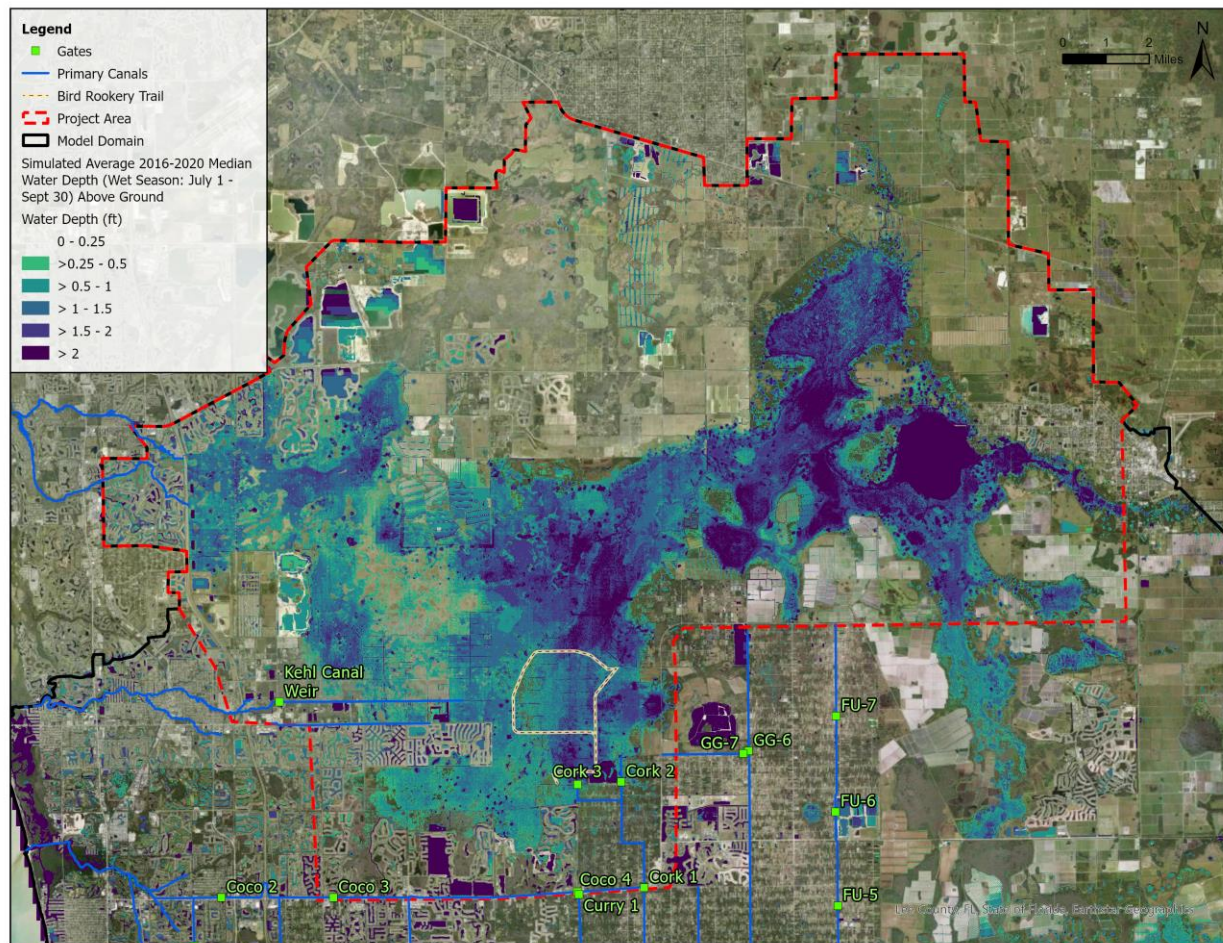 Legend
Gates
Primary Canals
Bird Rookery Trail
Project Area
Model Domain
Simulated Average 2016-2020 Median
Water Depth (Wet Season: July 1 -
Sept 30) Above Ground
Water Depth (ft)
0 - 0.25
>0.25 - 0.5
> 0.5 - 1
> 1 - 1.5
> 1.5 - 2
> 2
N
0 1 2
Miles
Kehl Canal
Weir
FU-7
GG-7 GG-6
Cork 3 Cork 2
FU-6
Coco 2 Coco 3 Coco 4 Cork 1
Curry 1
FU-5
Lee County, FL, State of Florida, Earthstar Geographics